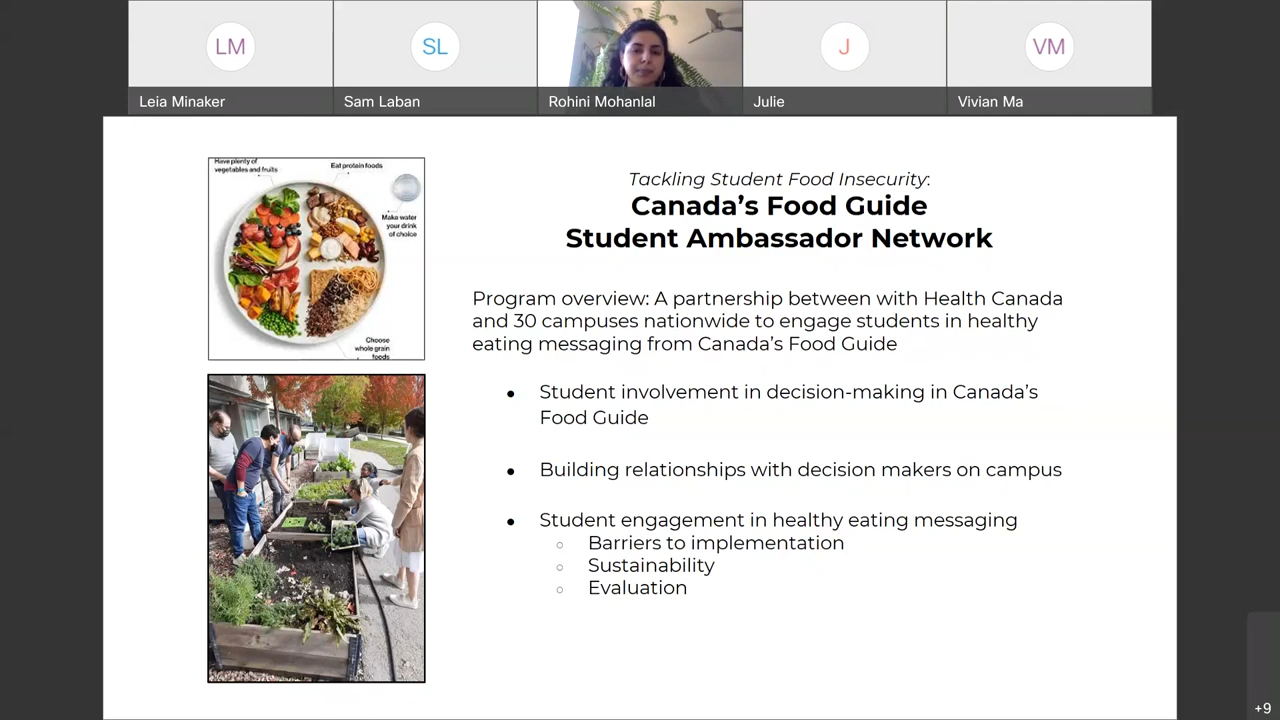 LM
SL
J
VM
Leia Minaker
Sam Laban
Rohini Mohanlal
Julie
Vivian Ma
Have plenty of
vegetables and fruits
Eat protein foods
Make water
your drink
of choice
Choose
whole grain
foods
Tackling Student Food Insecurity:
Canada's Food Guide
Student Ambassador Network
Program overview: A partnership between with Health Canada
and 30 campuses nationwide to engage students in healthy
eating messaging from Canada's Food Guide
● Student involvement in decision-making in Canada's
Food Guide
● Building relationships with decision makers on campus
● Student engagement in healthy eating messaging
○ Barriers to implementation
○ Sustainability
○ Evaluation
+9